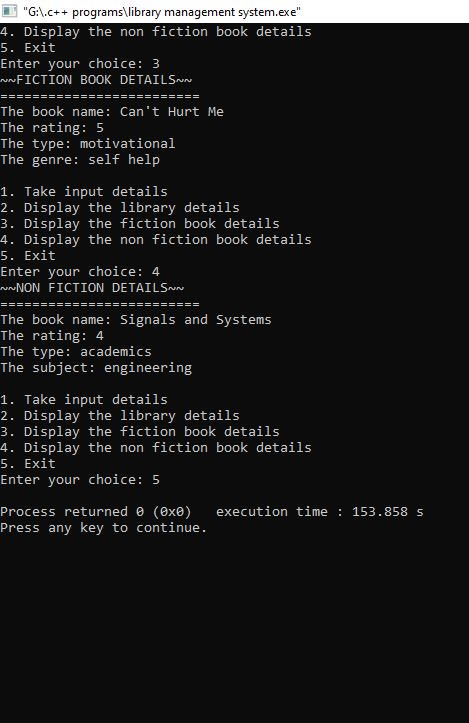 "G:\.c++ programs\library management system.exe"
4. Display the non fiction book details
5. Exit
Enter your choice: 3
~~FICTION BOOK DETAILS~~
=========================
The book name: Can't Hurt Me
The rating: 5
The type: motivational
The genre: self help
1. Take input details
2. Display the library details
3. Display the fiction book details
4. Display the non fiction book details
5. Exit
Enter your choice: 4
~~NON FICTION DETAILS~~
=========================
The book name: Signals and Systems
The rating: 4
The type: academics
The subject: engineering
1. Take input details
2. Display the library details
3. Display the fiction book details
4. Display the non fiction book details
5. Exit
Enter your choice: 5
Process returned 0 (0x0)   execution time : 153.858 s
Press any key to continue.